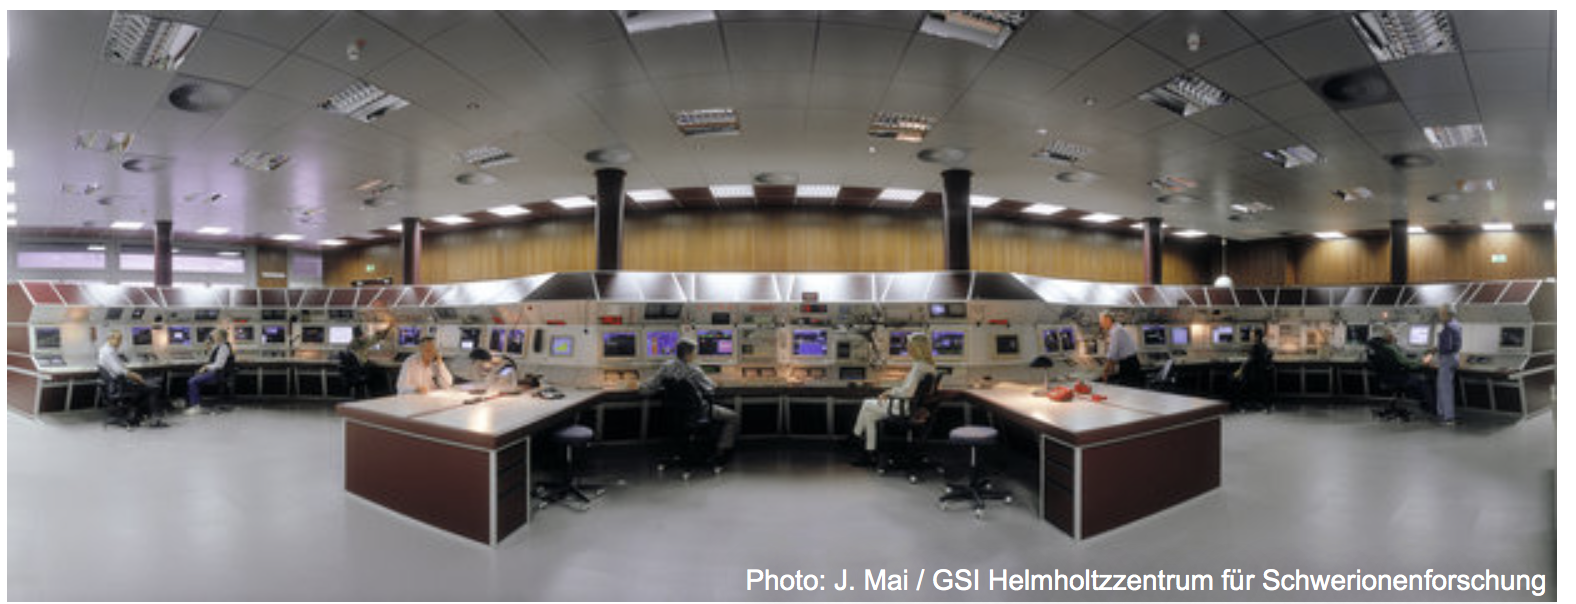 Photo: J. Mai / GSI Helmholtzzentrum für Schwerionenforschung